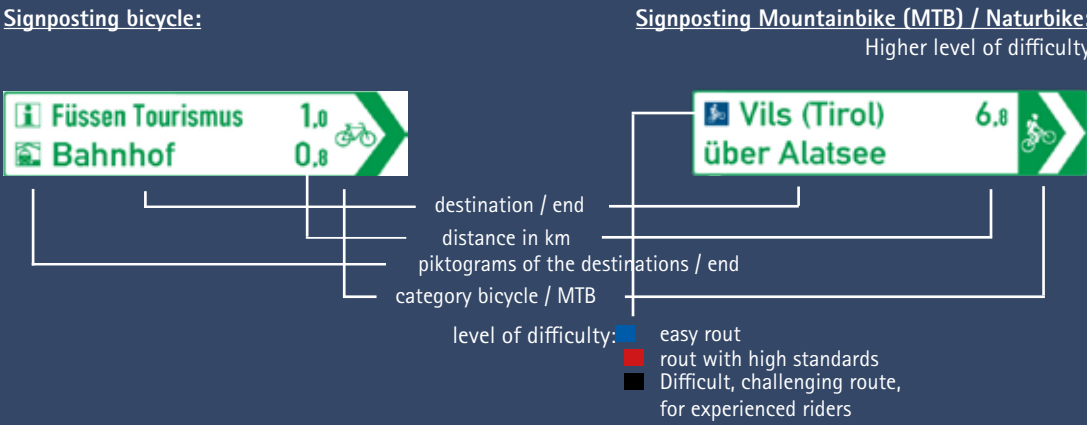 Signposting bicycle:
Signposting Mountainbike (MTB) / Naturbike:
Higher level of difficulty
Füssen Tourismus 1,0
Bahnhof 0,8
Vils (Tirol) 6,8
über Alatsee
destination / end
distance in km
piktograms of the destinations / end
category bicycle / MTB
level of difficulty: easy rout
rout with high standards
Difficult, challenging route,
for experienced riders